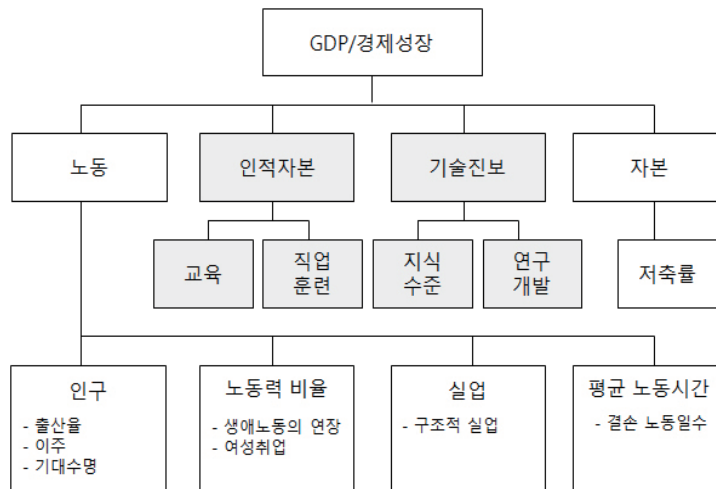 GDP/경제성장
노동
인적자본
기술진보
자본
교육
직업
훈련
지식
수준
연구
개발
저축률
인구
- 출산율
- 이주
- 기대수명
노동력 비율
- 생애노동의 연장
- 여성취업
실업
- 구조적 실업
평균 노동시간
- 결손 노동일수